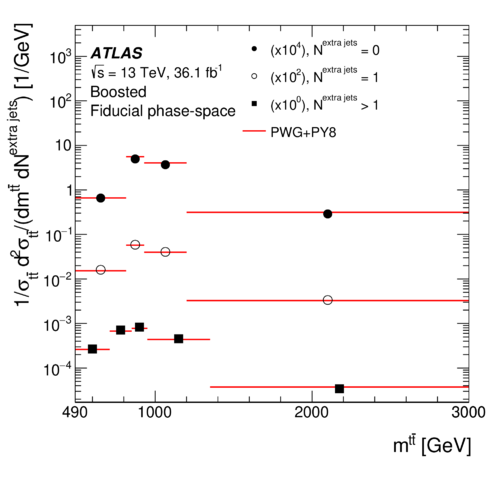 ATLAS
√s = 13 TeV, 36.1 fb⁻¹
Boosted
Fiducial phase-space
(x10⁴), N^extra jets = 0
(x10²), N^extra jets = 1
(x10⁰), N^extra jets > 1
PWG+PY8
1/σ_tt̄ d²σ_tt̄/(dm^tt̄ dN^extra jets) [1/GeV]
10³
10²
10
1
10⁻¹
10⁻²
10⁻³
10⁻⁴
490 1000 2000 3000
m^tt̄ [GeV]